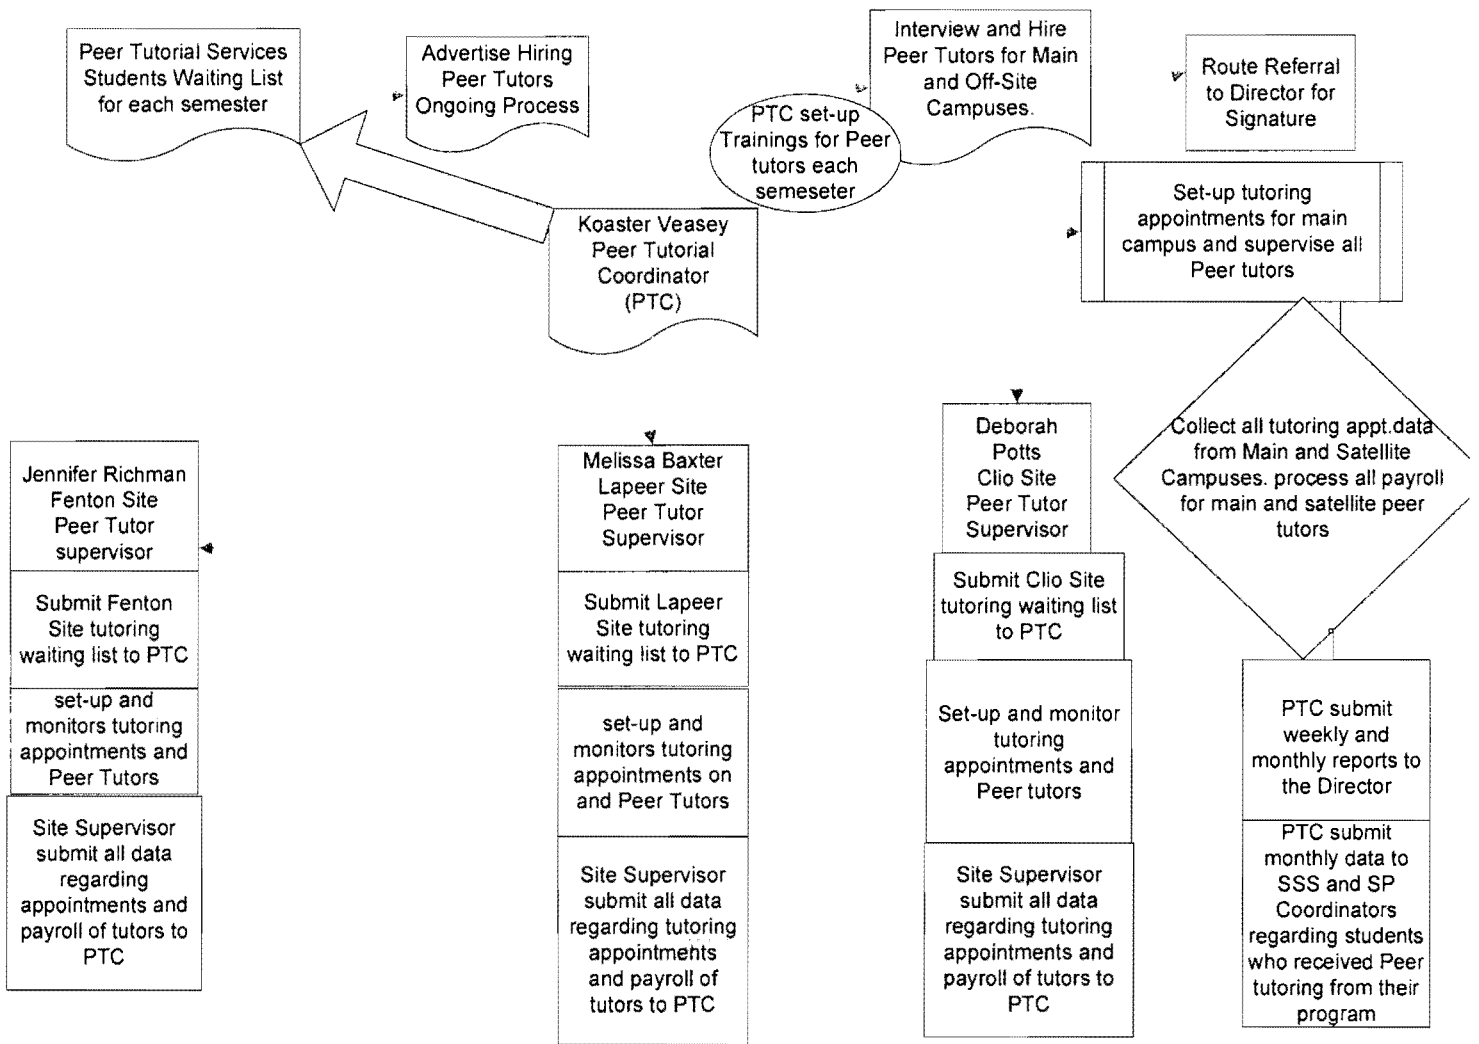 Peer Tutorial Services
Students Waiting List
for each semester
Advertise Hiring
Peer Tutors
Ongoing Process
Interview and Hire
Peer Tutors for Main
and Off-Site
Campuses.
Route Referral
to Director for
Signature
PTC set-up
Trainings for Peer
tutors each
semeseter
Set-up tutoring
appointments for main
campus and supervise all
Peer tutors
Koaster Veasey
Peer Tutorial
Coordinator
(PTC)
Collect all tutoring appt.data
from Main and Satellite
Campuses. process all payroll
for main and satellite peer
tutors
Jennifer Richman
Fenton Site
Peer Tutor
supervisor
Submit Fenton
Site tutoring
waiting list to PTC
set-up and
monitors tutoring
appointments and
Peer Tutors
Site Supervisor
submit all data
regarding
appointments and
payroll of tutors to
PTC
Melissa Baxter
Lapeer Site
Peer Tutor
Supervisor
Submit Lapeer
Site tutoring
waiting list to PTC
set-up and
monitors tutoring
appointments on
and Peer Tutors
Site Supervisor
submit all data
regarding tutoring
appointments
and payroll of
tutors to PTC
Deborah
Potts
Clio Site
Peer Tutor
Supervisor
Submit Clio Site
tutoring waiting list
to PTC
Set-up and monitor
tutoring
appointments and
Peer tutors
Site Supervisor
submit all data
regarding tutoring
appointments and
payroll of tutors to
PTC
PTC submit
weekly and
monthly reports to
the Director
PTC submit
monthly data to
SSS and SP
Coordinators
regarding students
who received Peer
tutoring from their
program